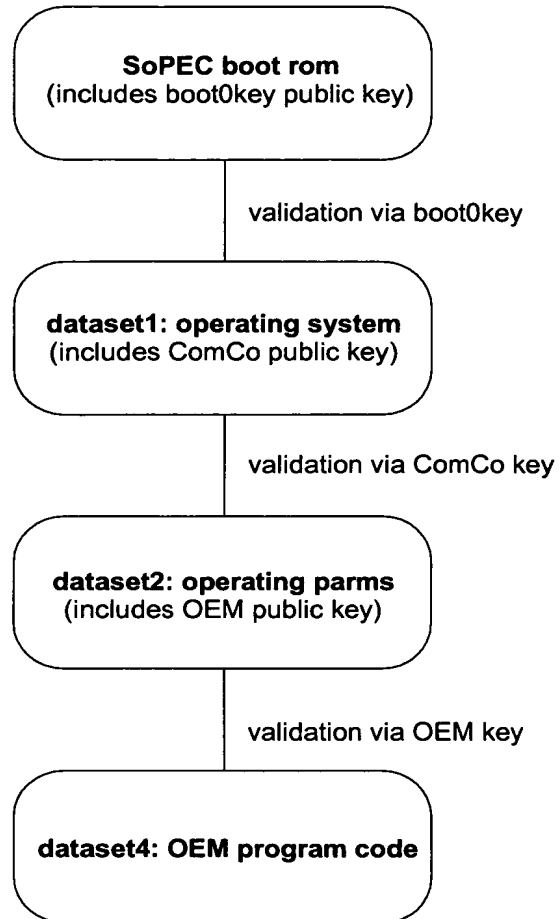 SoPEC boot rom
(includes boot0key public key)
validation via boot0key
dataset1: operating system
(includes ComCo public key)
validation via ComCo key
dataset2: operating parms
(includes OEM public key)
validation via OEM key
dataset4: OEM program code